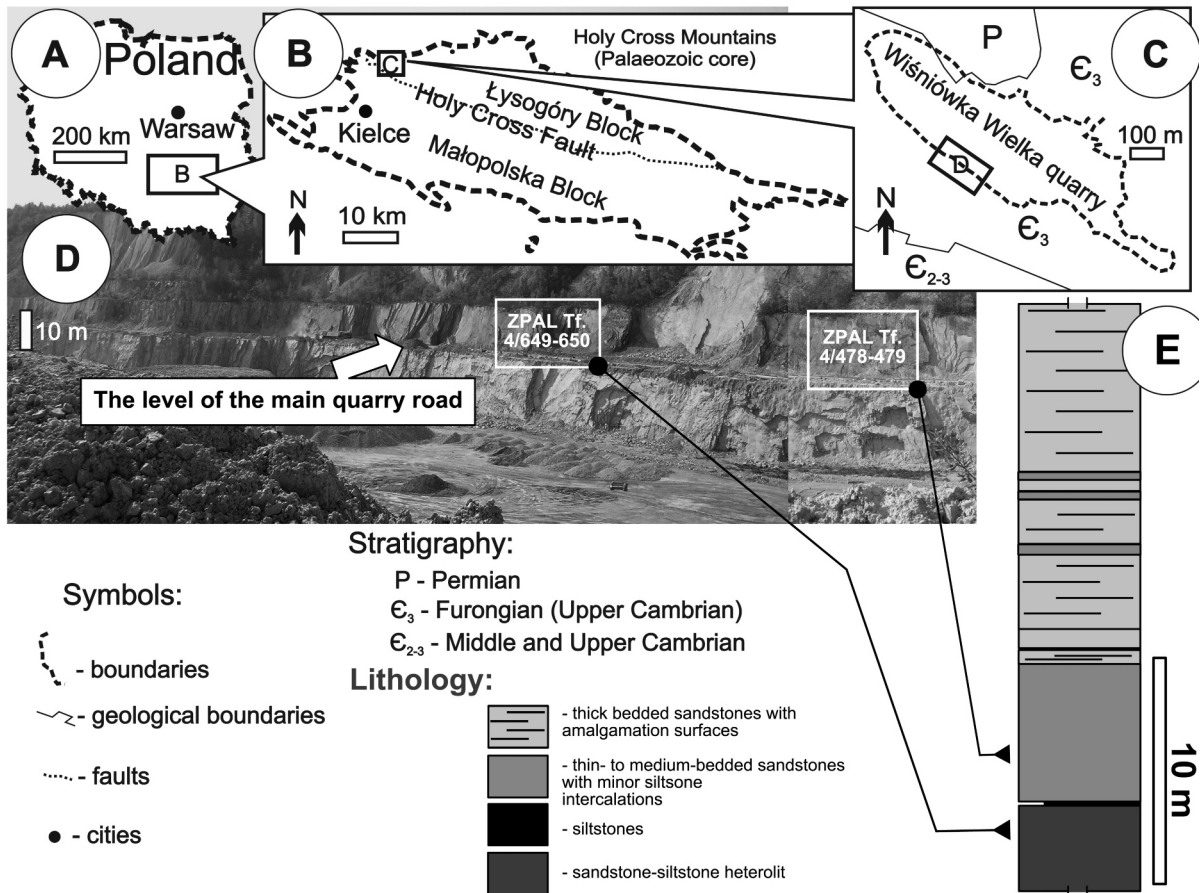 A
Poland
Warsaw
200 km
B
B
Holy Cross Mountains
(Palaeozoic core)
C
Łysogóry Block
Holy Cross Fault
Kielce
Małopolska Block
N
10 km
C
P
Є3
Wiśniówka Wielka quarry
100 m
D
N
Є3
Є2-3
D
10 m
ZPAL Tf.
4/649-650
ZPAL Tf.
4/478-479
The level of the main quarry road
E
10 m
Symbols:
- boundaries
- geological boundaries
- faults
- cities
Stratigraphy:
P - Permian
Є3 - Furongian (Upper Cambrian)
Є2-3 - Middle and Upper Cambrian
Lithology:
- thick bedded sandstones with
amalgamation surfaces
- thin- to medium-bedded sandstones
with minor siltsone
intercalations
- siltstones
- sandstone-siltstone heterolit